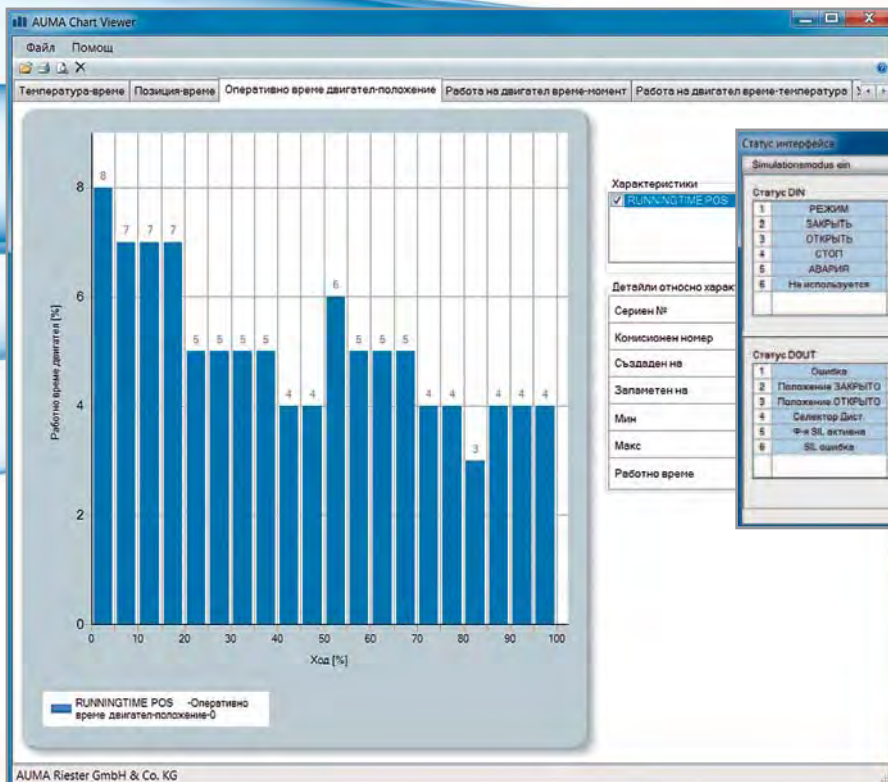 AUMA Chart Viewer
Файл Помощ
Температура-време Позиция-време Оперативно време двигател-положение Работа на двигател време-момент Работа на двигател време-температура
8
7 7 7
5 5 5 5
4 4
6
5 5 5
4 4
3
4 4 4
Работно време двигател [%]
8
6
4
2
0
0 10 20 30 40 50 60 70 80 90 100
Ход [%]
RUNNINGTIME POS -Оперативно
време двигател-положение-0
Характеристики
RUNNINGTIME POS
Детайли относно харак
Сериен №
Комисионен номер
Създаден на
Запаметен на
Мин
Макс
Работно време
Статус интерфейса
Simulationsmodus ein
Статус DIN
1 РЕЖИМ
2 ЗАКРЫТЬ
3 ОТКРЫТЬ
4 СТОП
5 АВАРИЯ
6 Не используется
Статус DOUT
1 Ошибка
2 Положение ЗАКРЫТО
3 Положение ОТКРЫТО
4 Селектор Дист.
5 Ф-я SIL активна
6 SIL ошибка
AUMA Riester GmbH & Co. KG